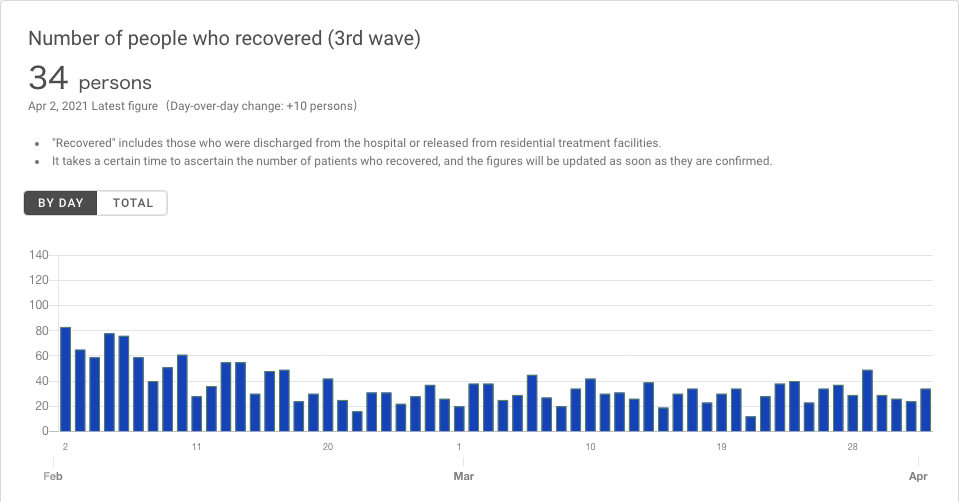 Number of people who recovered (3rd wave)
34 persons
Apr 2, 2021 Latest figure (Day-over-day change: +10 persons)
• "Recovered" includes those who were discharged from the hospital or released from residential treatment facilities.
• It takes a certain time to ascertain the number of patients who recovered, and the figures will be updated as soon as they are confirmed.
BY DAY TOTAL
140
120
100
80
60
40
20
0
2 11 20 1 10 19 28
Feb Mar Apr